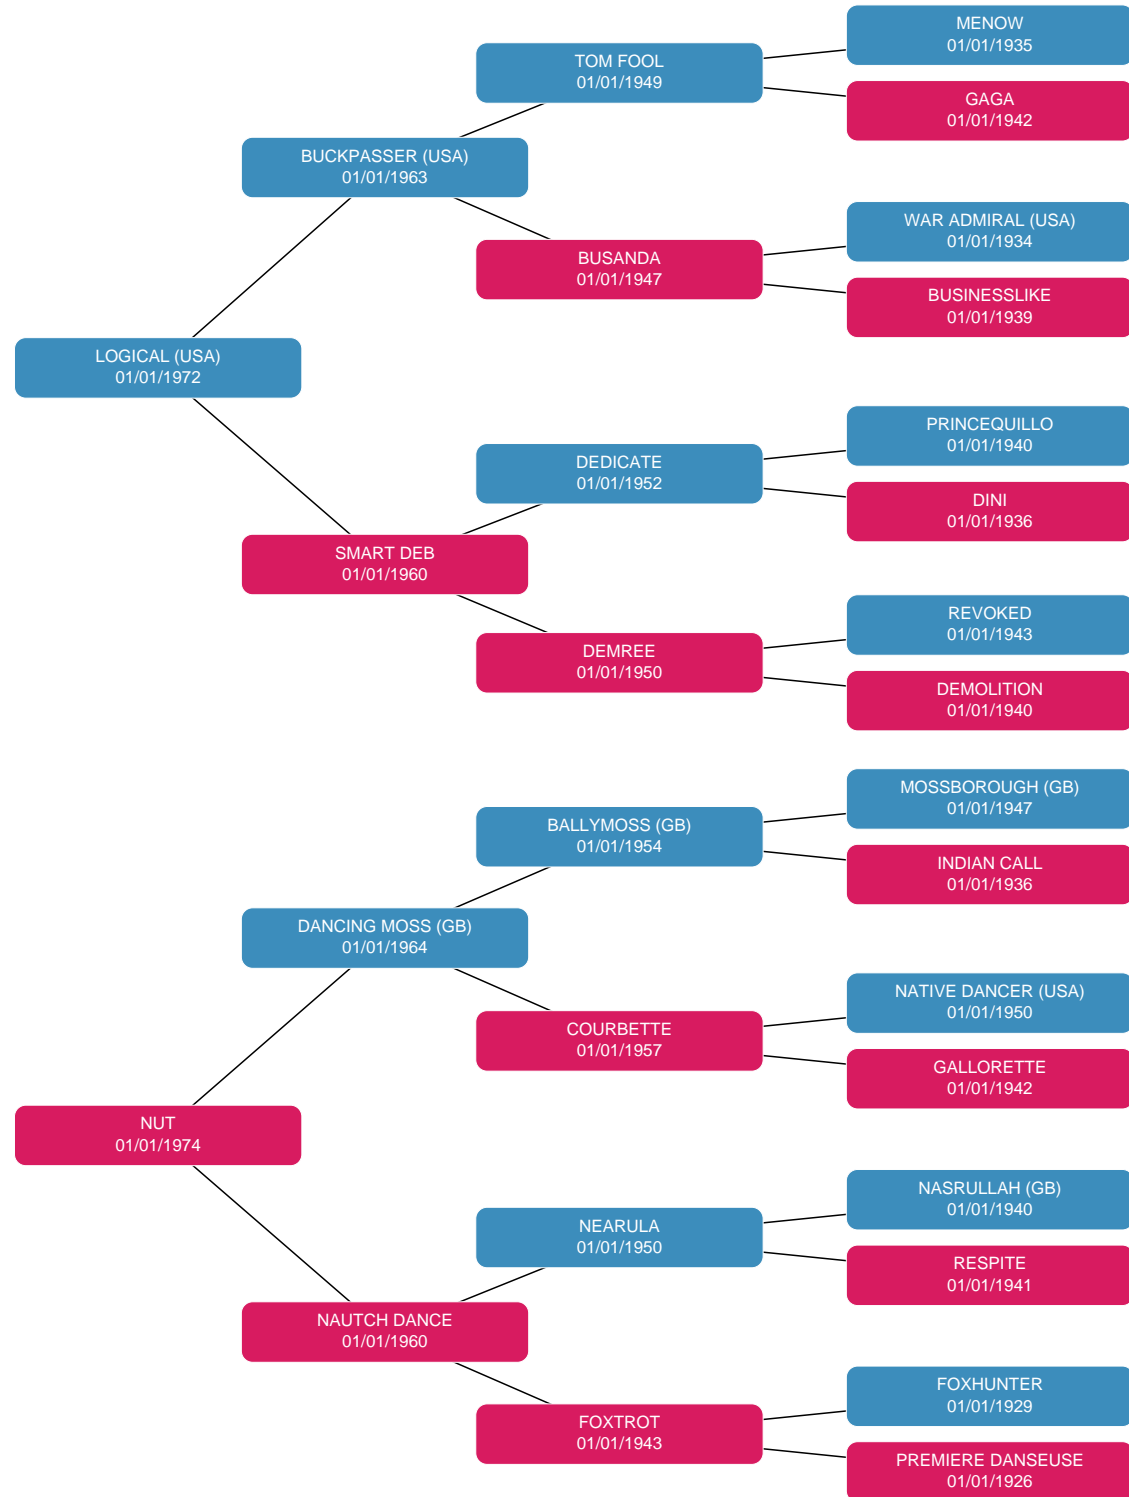 MENOW
01/01/1935
TOM FOOL
01/01/1949
GAGA
01/01/1942
BUCKPASSER (USA)
01/01/1963
WAR ADMIRAL (USA)
01/01/1934
BUSANDA
01/01/1947
BUSINESSLIKE
01/01/1939
LOGICAL (USA)
01/01/1972
PRINCEQUILLO
01/01/1940
DEDICATE
01/01/1952
DINI
01/01/1936
SMART DEB
01/01/1960
REVOKED
01/01/1943
DEMREE
01/01/1950
DEMOLITION
01/01/1940
MOSSBOROUGH (GB)
01/01/1947
BALLYMOSS (GB)
01/01/1954
INDIAN CALL
01/01/1936
DANCING MOSS (GB)
01/01/1964
NATIVE DANCER (USA)
01/01/1950
COURBETTE
01/01/1957
GALLORETTE
01/01/1942
NUT
01/01/1974
NASRULLAH (GB)
01/01/1940
NEARULA
01/01/1950
RESPITE
01/01/1941
NAUTCH DANCE
01/01/1960
FOXHUNTER
01/01/1929
FOXTROT
01/01/1943
PREMIERE DANSEUSE
01/01/1926